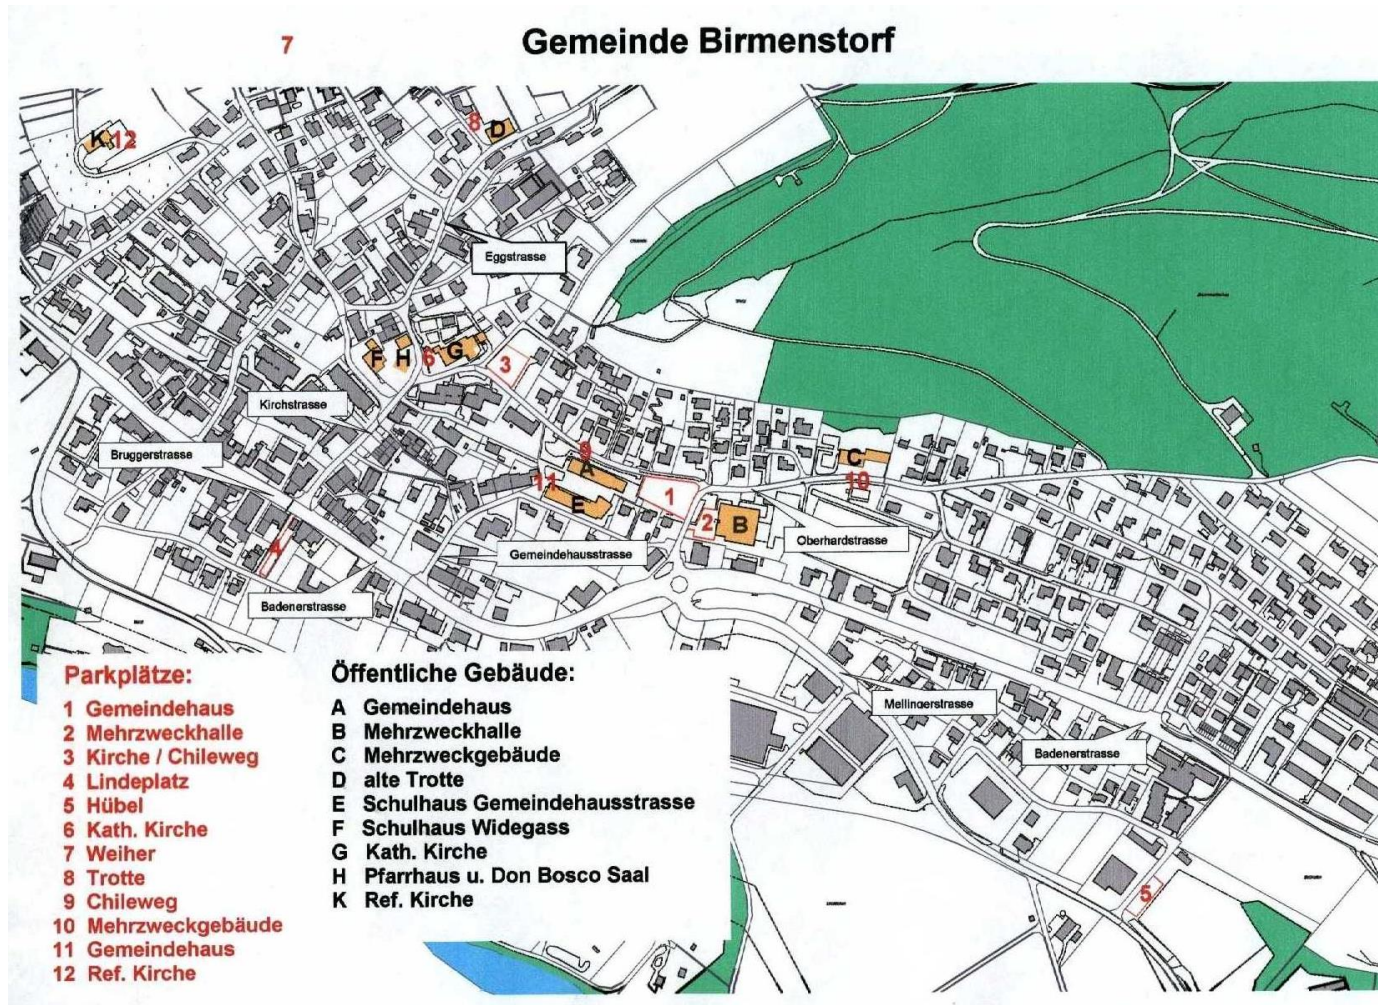 Gemeinde Birmenstorf
7
K 12
8 D
Eggstrasse
F H 6 G 3
Kirchstrasse
Bruggerstrasse
9
A
C
11
10
E
1
2 B
Oberhardstrasse
4
Gemeindehausstrasse
Badenerstrasse
Mellingerstrasse
Badenerstrasse
5
Parkplätze:
1 Gemeindehaus
2 Mehrzweckhalle
3 Kirche / Chileweg
4 Lindeplatz
5 Hübel
6 Kath. Kirche
7 Weiher
8 Trotte
9 Chileweg
10 Mehrzweckgebäude
11 Gemeindehaus
12 Ref. Kirche
Öffentliche Gebäude:
A Gemeindehaus
B Mehrzweckhalle
C Mehrzweckgebäude
D alte Trotte
E Schulhaus Gemeindehausstrasse
F Schulhaus Widegass
G Kath. Kirche
H Pfarrhaus u. Don Bosco Saal
K Ref. Kirche